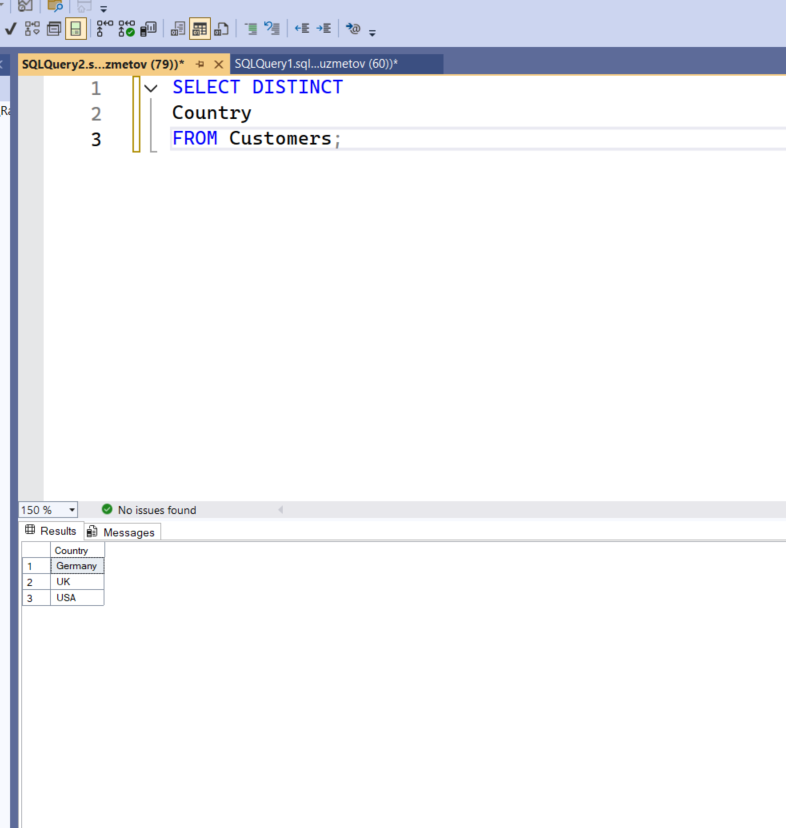 SQLQuery2.s...zmetov (79))*
SQLQuery1.sql...uzmetov (60))*
1 SELECT DISTINCT
2 Country
3 FROM Customers;
150 %
No issues found
Results
Messages
Country
1 Germany
2 UK
3 USA